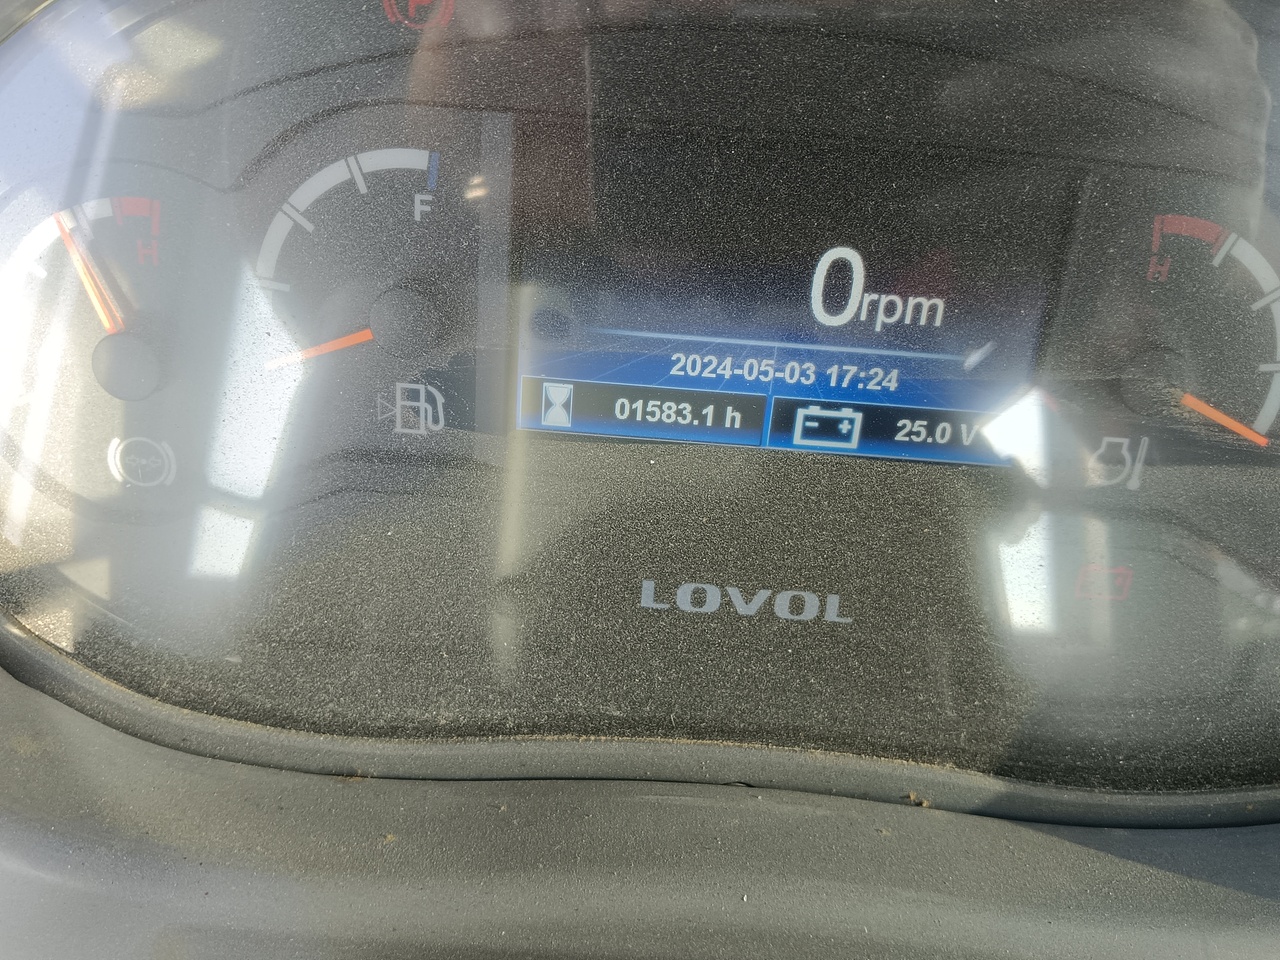 P
H
F
H
0rpm
2024-05-03 17:24
01583.1 h
25.0 V
LOVOL